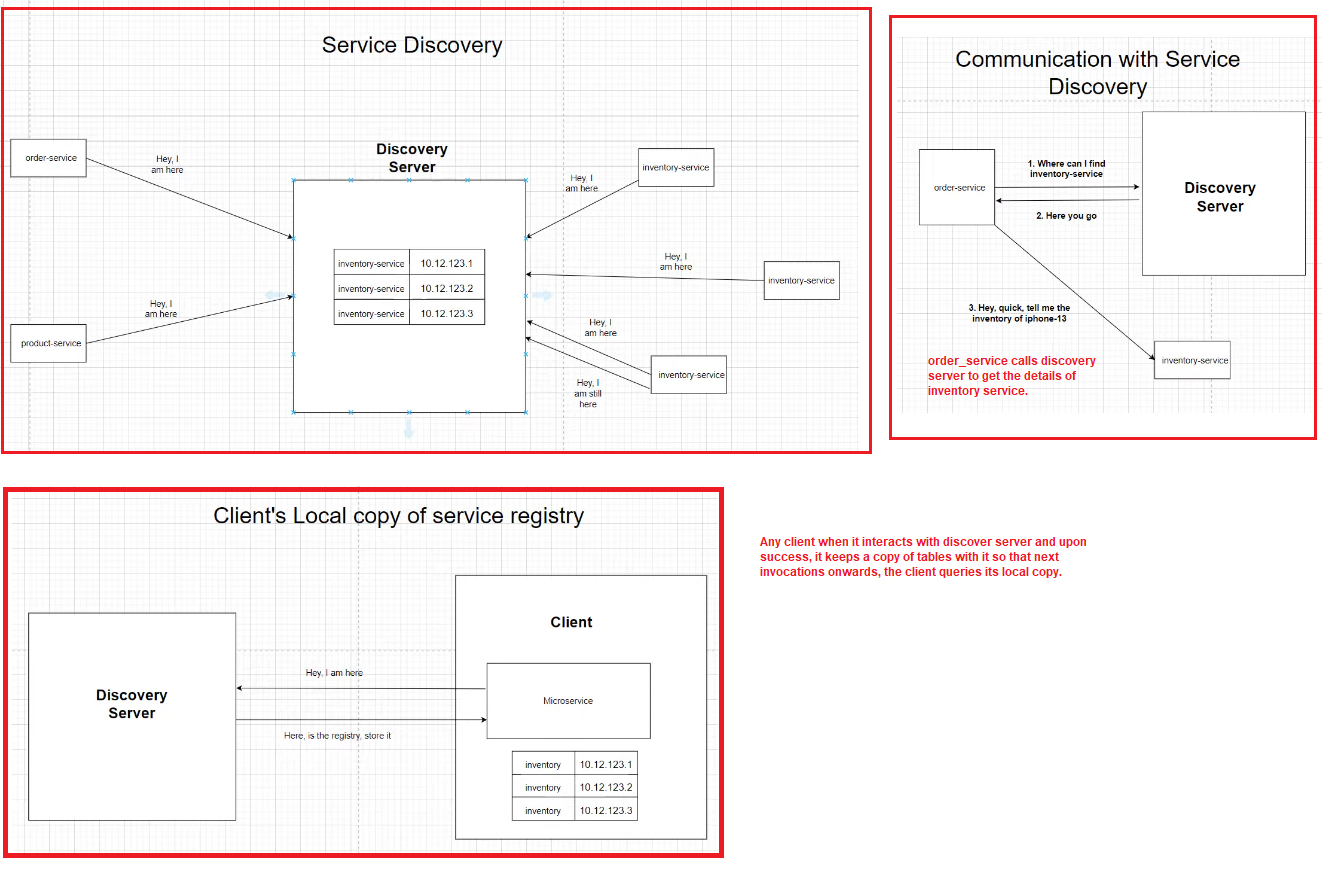 Service Discovery
order-service
Hey, I
am here
Discovery
Server
Hey, I
am here
inventory-service
inventory-service
10.12.123.1
inventory-service
10.12.123.2
inventory-service
10.12.123.3
Hey, I
am here
inventory-service
Hey, I
am here
product-service
Hey, I
am here
inventory-service
Hey, I
am still
here
Communication with Service
Discovery
order-service
1. Where can I find
inventory-service
2. Here you go
Discovery
Server
3. Hey, quick, tell me the
inventory of iphone-13
inventory-service
order_service calls discovery
server to get the details of
inventory service.
Client's Local copy of service registry
Discovery
Server
Hey, I am here
Here, is the registry, store it
Client
Microservice
inventory
10.12.123.1
inventory
10.12.123.2
inventory
10.12.123.3
Any client when it interacts with discover server and upon
success, it keeps a copy of tables with it so that next
invocations onwards, the client queries its local copy.